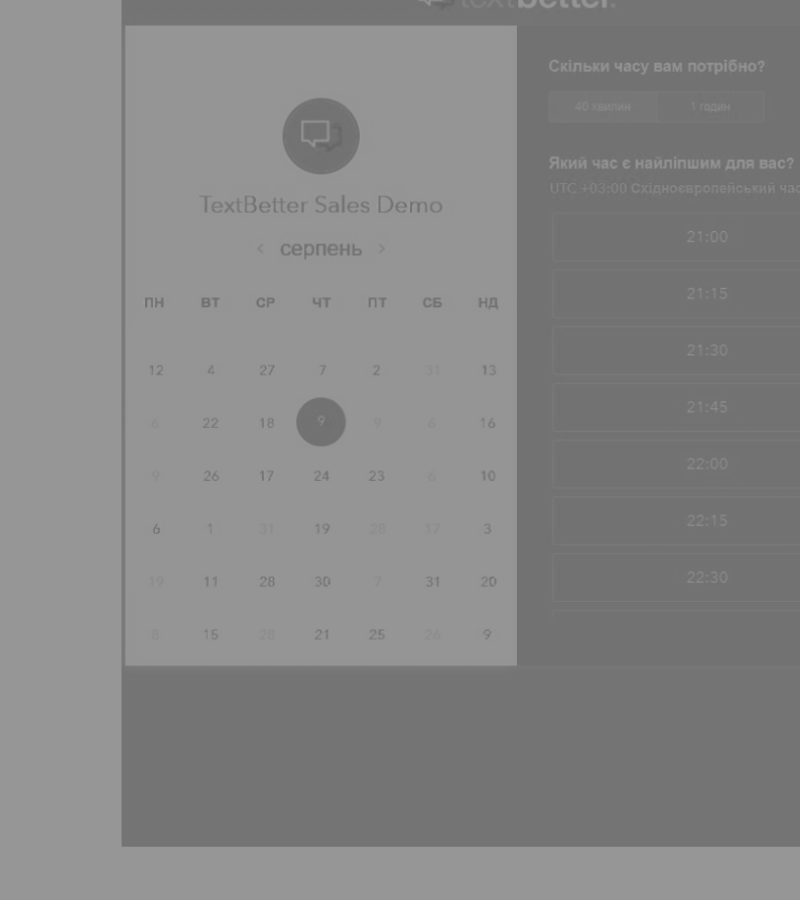 textbetter.
TextBetter Sales Demo
‹ серпень ›
ПН ВТ СР ЧТ ПТ СБ НД
12 4 27 7 2 31 13
6 22 18 9 9 6 16
9 26 17 24 23 6 10
6 1 31 19 28 17 3
19 11 28 30 7 31 20
8 15 28 21 25 26 9
Скільки часу вам потрібно?
40 хвилин 1 годин
Який час є найліпшим для вас?
UTC +03:00 Східноєвропейський час
21:00
21:15
21:30
21:45
22:00
22:15
22:30